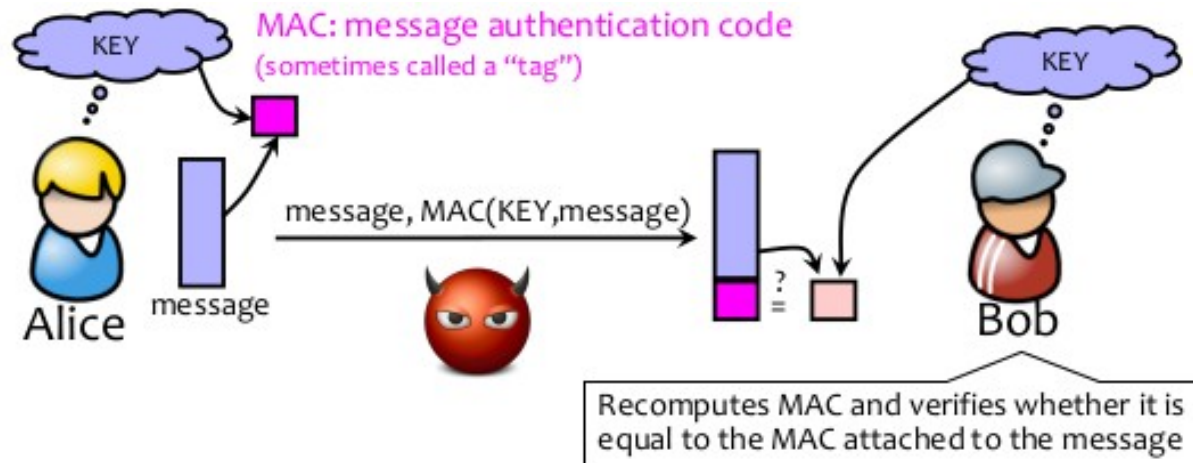 KEY
MAC: message authentication code
(sometimes called a “tag”)
KEY
message, MAC(KEY,message)
message
?
=
Alice
Bob
Recomputes MAC and verifies whether it is
equal to the MAC attached to the message